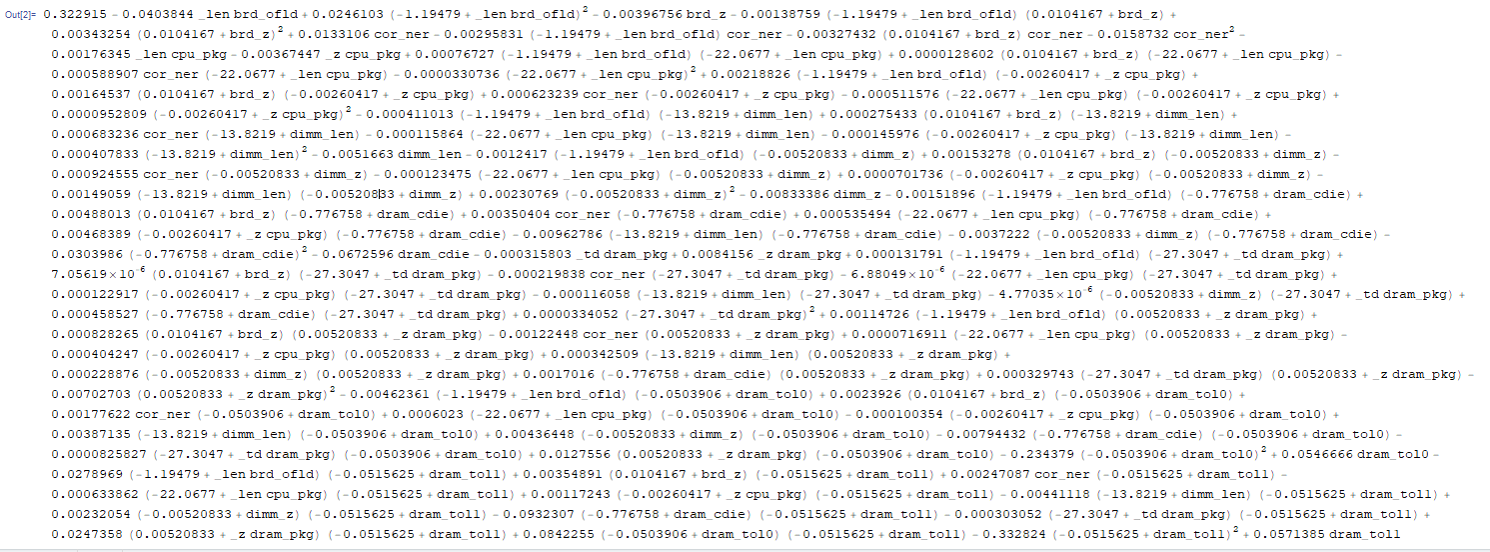 Out[2]= 0.322915 - 0.0403844 _len brd_ofld + 0.0246103 (-1.19479 + _len brd_ofld)² - 0.00396756 brd_z - 0.00138759 (-1.19479 + _len brd_ofld) (0.0104167 + brd_z) +
0.00343254 (0.0104167 + brd_z)² + 0.0133106 cor_ner - 0.00295831 (-1.19479 + _len brd_ofld) cor_ner - 0.00327432 (0.0104167 + brd_z) cor_ner - 0.0158732 cor_ner² -
0.00176345 _len cpu_pkg - 0.00367447 _z cpu_pkg + 0.00076727 (-1.19479 + _len brd_ofld) (-22.0677 + _len cpu_pkg) + 0.0000128602 (0.0104167 + brd_z) (-22.0677 + _len cpu_pkg) -
0.000588907 cor_ner (-22.0677 + _len cpu_pkg) - 0.0000330736 (-22.0677 + _len cpu_pkg)² + 0.00218826 (-1.19479 + _len brd_ofld) (-0.00260417 + _z cpu_pkg) +
0.00164537 (0.0104167 + brd_z) (-0.00260417 + _z cpu_pkg) + 0.000623239 cor_ner (-0.00260417 + _z cpu_pkg) - 0.000511576 (-22.0677 + _len cpu_pkg) (-0.00260417 + _z cpu_pkg) +
0.0000952809 (-0.00260417 + _z cpu_pkg)² - 0.000411013 (-1.19479 + _len brd_ofld) (-13.8219 + dimm_len) + 0.000275433 (0.0104167 + brd_z) (-13.8219 + dimm_len) +
0.000683236 cor_ner (-13.8219 + dimm_len) - 0.000115864 (-22.0677 + _len cpu_pkg) (-13.8219 + dimm_len) - 0.000145976 (-0.00260417 + _z cpu_pkg) (-13.8219 + dimm_len) -
0.000407833 (-13.8219 + dimm_len)² - 0.0051663 dimm_len - 0.0012417 (-1.19479 + _len brd_ofld) (-0.00520833 + dimm_z) + 0.00153278 (0.0104167 + brd_z) (-0.00520833 + dimm_z) -
0.000924555 cor_ner (-0.00520833 + dimm_z) - 0.000123475 (-22.0677 + _len cpu_pkg) (-0.00520833 + dimm_z) + 0.0000701736 (-0.00260417 + _z cpu_pkg) (-0.00520833 + dimm_z) -
0.00149059 (-13.8219 + dimm_len) (-0.00520833 + dimm_z) + 0.00230769 (-0.00520833 + dimm_z)² - 0.00833386 dimm_z - 0.00151896 (-1.19479 + _len brd_ofld) (-0.776758 + dram_cdie) +
0.00488013 (0.0104167 + brd_z) (-0.776758 + dram_cdie) + 0.00350404 cor_ner (-0.776758 + dram_cdie) + 0.000535494 (-22.0677 + _len cpu_pkg) (-0.776758 + dram_cdie) +
0.00468389 (-0.00260417 + _z cpu_pkg) (-0.776758 + dram_cdie) - 0.00962786 (-13.8219 + dimm_len) (-0.776758 + dram_cdie) - 0.0037222 (-0.00520833 + dimm_z) (-0.776758 + dram_cdie) -
0.0303986 (-0.776758 + dram_cdie)² - 0.0672596 dram_cdie - 0.000315803 _td dram_pkg + 0.0084156 _z dram_pkg + 0.000131791 (-1.19479 + _len brd_ofld) (-27.3047 + _td dram_pkg) +
7.05619×10⁻⁶ (0.0104167 + brd_z) (-27.3047 + _td dram_pkg) - 0.000219838 cor_ner (-27.3047 + _td dram_pkg) - 6.88049×10⁻⁶ (-22.0677 + _len cpu_pkg) (-27.3047 + _td dram_pkg) +
0.000122917 (-0.00260417 + _z cpu_pkg) (-27.3047 + _td dram_pkg) - 0.000116058 (-13.8219 + dimm_len) (-27.3047 + _td dram_pkg) - 4.77035×10⁻⁶ (-0.00520833 + dimm_z) (-27.3047 + _td dram_pkg) +
0.000458527 (-0.776758 + dram_cdie) (-27.3047 + _td dram_pkg) + 0.0000334052 (-27.3047 + _td dram_pkg)² + 0.00114726 (-1.19479 + _len brd_ofld) (0.00520833 + _z dram_pkg) +
0.000828265 (0.0104167 + brd_z) (0.00520833 + _z dram_pkg) - 0.00122448 cor_ner (0.00520833 + _z dram_pkg) + 0.0000716911 (-22.0677 + _len cpu_pkg) (0.00520833 + _z dram_pkg) -
0.000404247 (-0.00260417 + _z cpu_pkg) (0.00520833 + _z dram_pkg) + 0.000342509 (-13.8219 + dimm_len) (0.00520833 + _z dram_pkg) +
0.000228876 (-0.00520833 + dimm_z) (0.00520833 + _z dram_pkg) + 0.0017016 (-0.776758 + dram_cdie) (0.00520833 + _z dram_pkg) + 0.000329743 (-27.3047 + _td dram_pkg) (0.00520833 + _z dram_pkg) -
0.00702703 (0.00520833 + _z dram_pkg)² - 0.00462361 (-1.19479 + _len brd_ofld) (-0.0503906 + dram_tol0) + 0.0023926 (0.0104167 + brd_z) (-0.0503906 + dram_tol0) +
0.00177622 cor_ner (-0.0503906 + dram_tol0) + 0.0006023 (-22.0677 + _len cpu_pkg) (-0.0503906 + dram_tol0) - 0.000100354 (-0.00260417 + _z cpu_pkg) (-0.0503906 + dram_tol0) +
0.00387135 (-13.8219 + dimm_len) (-0.0503906 + dram_tol0) + 0.00436448 (-0.00520833 + dimm_z) (-0.0503906 + dram_tol0) - 0.00794432 (-0.776758 + dram_cdie) (-0.0503906 + dram_tol0) -
0.0000825827 (-27.3047 + _td dram_pkg) (-0.0503906 + dram_tol0) + 0.0127556 (0.00520833 + _z dram_pkg) (-0.0503906 + dram_tol0) - 0.234379 (-0.0503906 + dram_tol0)² + 0.0546666 dram_tol0 -
0.0278969 (-1.19479 + _len brd_ofld) (-0.0515625 + dram_tol1) + 0.00354891 (0.0104167 + brd_z) (-0.0515625 + dram_tol1) + 0.00247087 cor_ner (-0.0515625 + dram_tol1) -
0.000633862 (-22.0677 + _len cpu_pkg) (-0.0515625 + dram_tol1) + 0.00117243 (-0.00260417 + _z cpu_pkg) (-0.0515625 + dram_tol1) - 0.00441118 (-13.8219 + dimm_len) (-0.0515625 + dram_tol1) +
0.00232054 (-0.00520833 + dimm_z) (-0.0515625 + dram_tol1) - 0.0932307 (-0.776758 + dram_cdie) (-0.0515625 + dram_tol1) - 0.000303052 (-27.3047 + _td dram_pkg) (-0.0515625 + dram_tol1) +
0.0247358 (0.00520833 + _z dram_pkg) (-0.0515625 + dram_tol1) + 0.0842255 (-0.0503906 + dram_tol0) (-0.0515625 + dram_tol1) - 0.332824 (-0.0515625 + dram_tol1)² + 0.0571385 dram_tol1